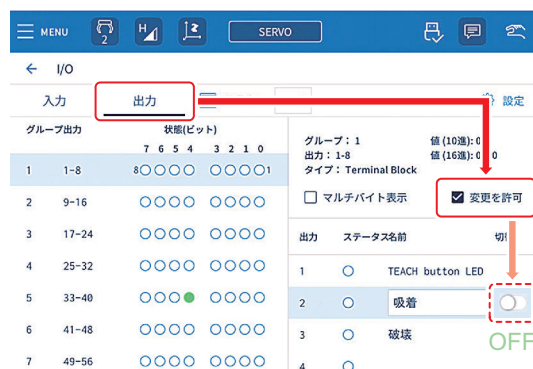 MENU 2 H SERVO
I/O
入力 出力 設定
グループ出力 状態(ビット)
7 6 5 4 3 2 1 0
1 1-8 8 1
2 9-16
3 17-24
4 25-32
5 33-40
6 41-48
7 49-56
グループ: 1 値 (10進): 0
出力: 1-8 値 (16進): 0
タイプ: Terminal Block
マルチバイト表示 変更を許可
出力 ステータス 名前
1 TEACH button LED
2 吸着
3 破壊
4
OFF